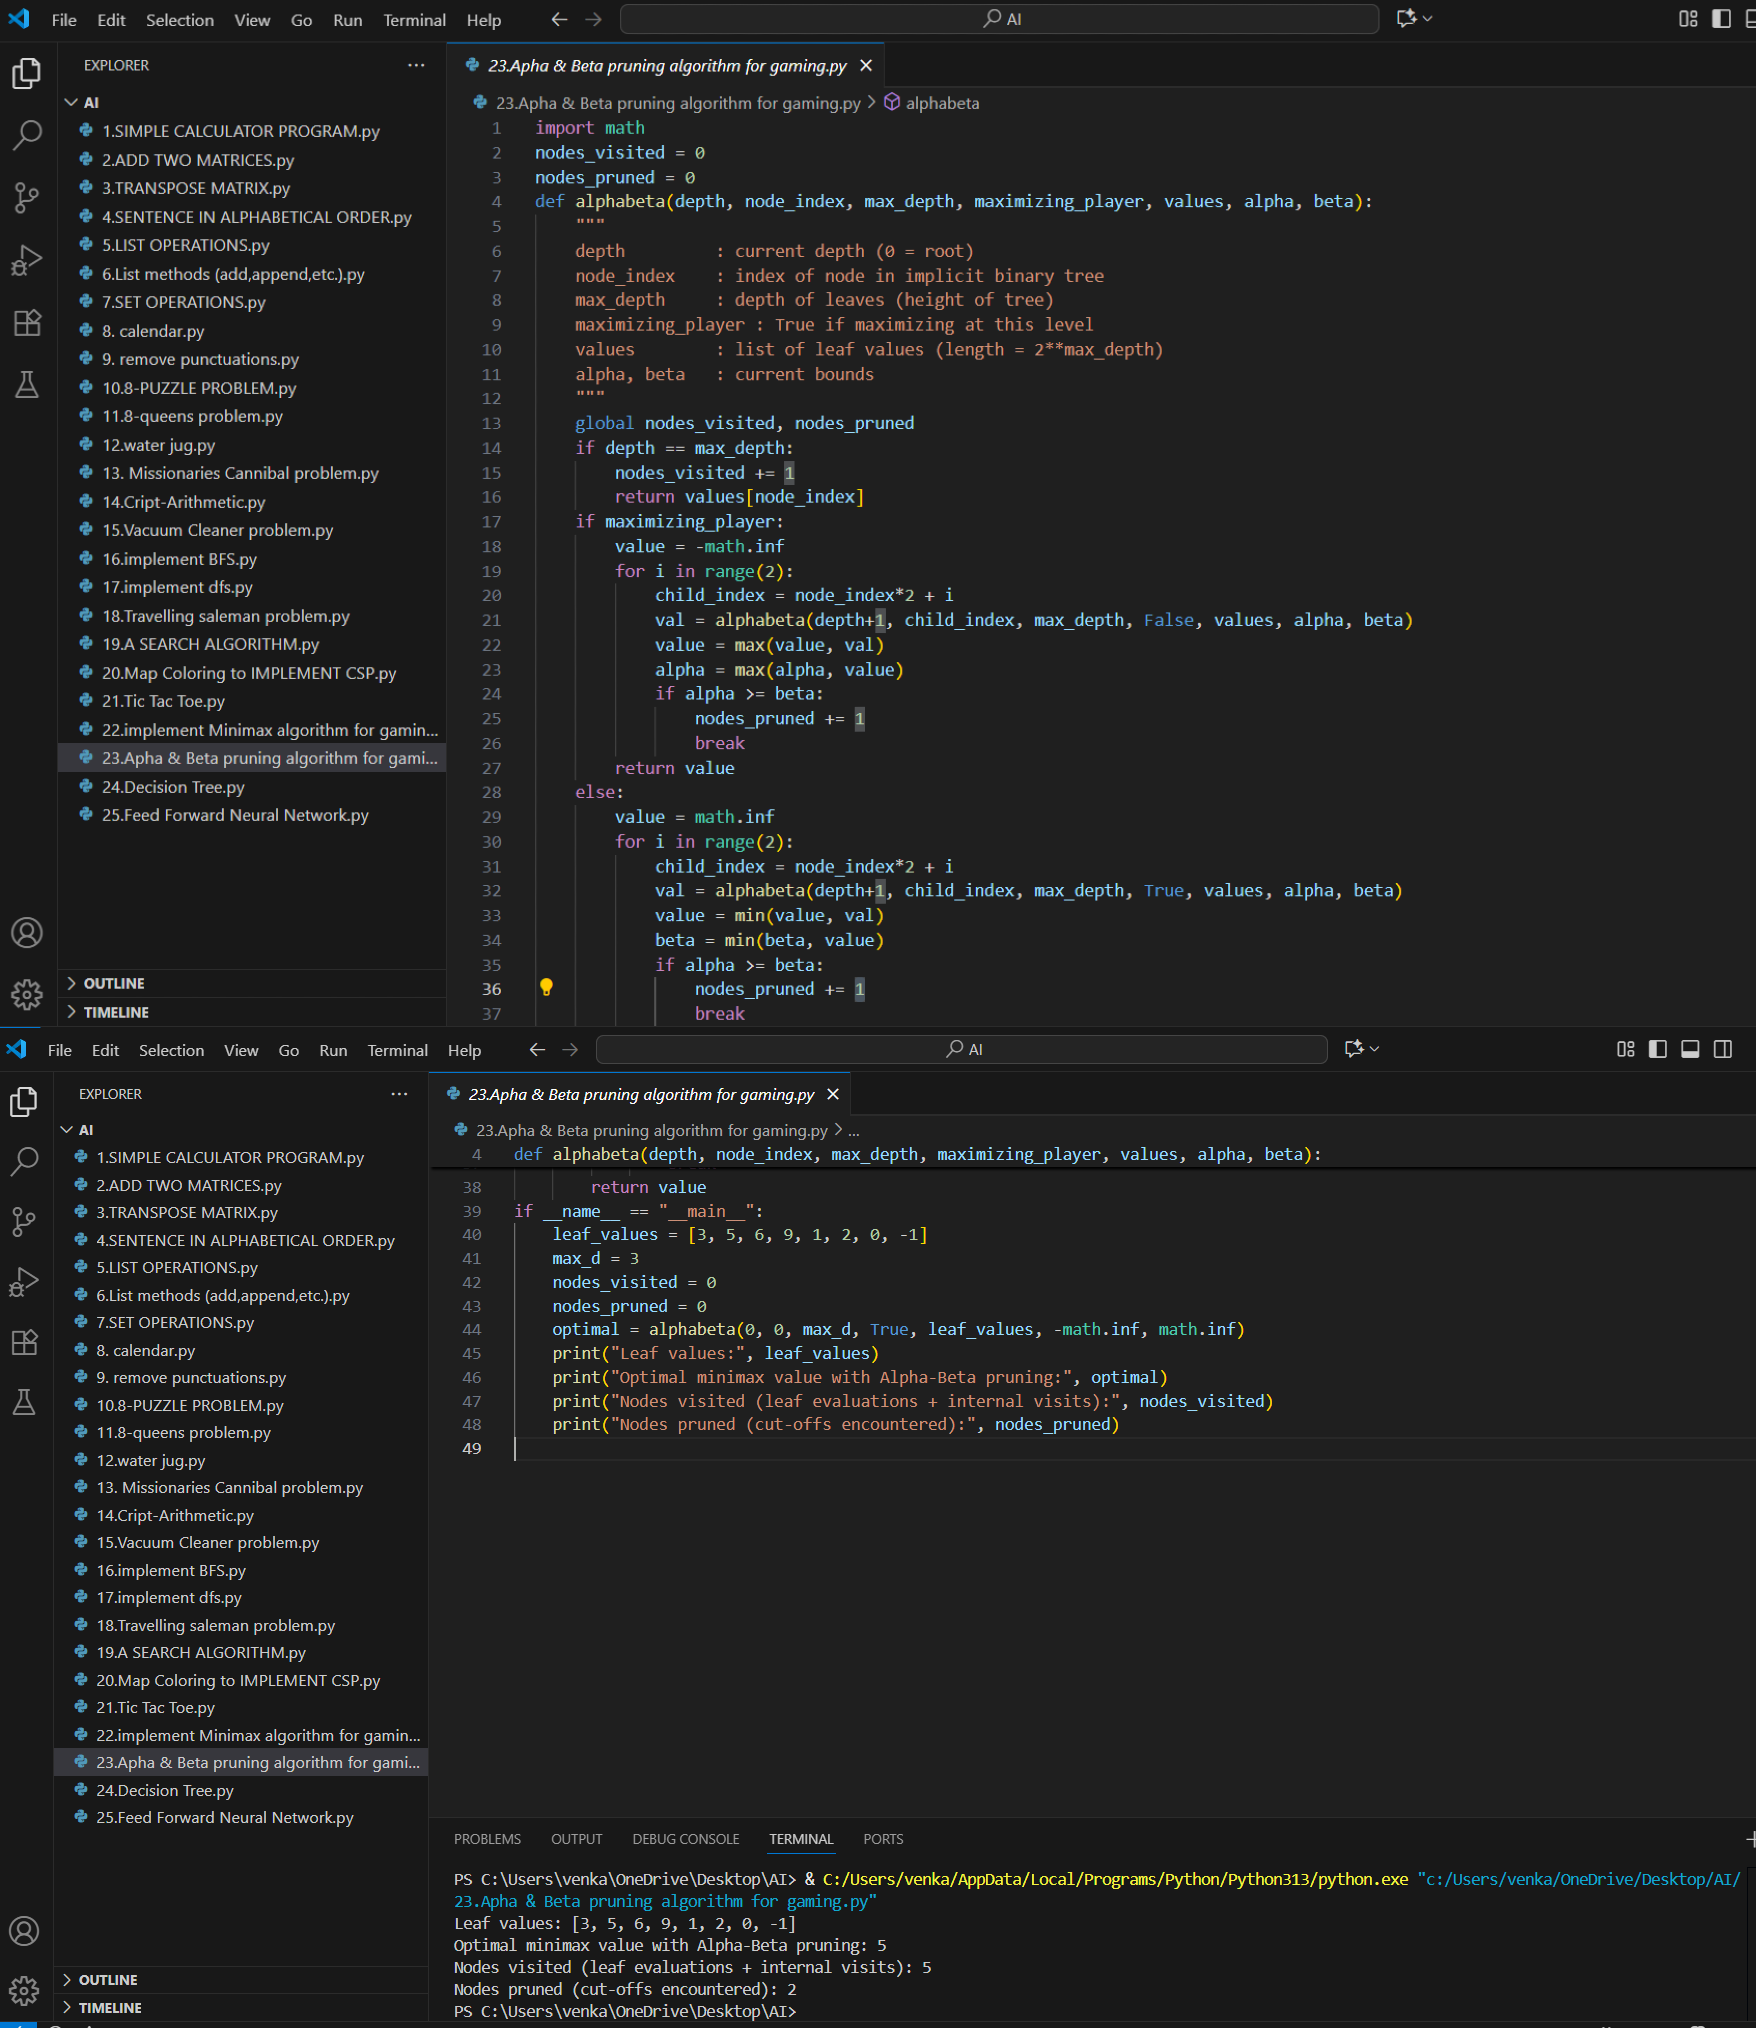 File Edit Selection View Go Run Terminal Help AI
EXPLORER
AI
1.SIMPLE CALCULATOR PROGRAM.py
2.ADD TWO MATRICES.py
3.TRANSPOSE MATRIX.py
4.SENTENCE IN ALPHABETICAL ORDER.py
5.LIST OPERATIONS.py
6.List methods (add,append,etc.).py
7.SET OPERATIONS.py
8. calendar.py
9. remove punctuations.py
10.8-PUZZLE PROBLEM.py
11.8-queens problem.py
12.water jug.py
13. Missionaries Cannibal problem.py
14.Cript-Arithmetic.py
15.Vacuum Cleaner problem.py
16.implement BFS.py
17.implement dfs.py
18.Travelling saleman problem.py
19.A SEARCH ALGORITHM.py
20.Map Coloring to IMPLEMENT CSP.py
21.Tic Tac Toe.py
22.implement Minimax algorithm for gamin...
23.Apha & Beta pruning algorithm for gami...
24.Decision Tree.py
25.Feed Forward Neural Network.py
OUTLINE
TIMELINE
23.Apha & Beta pruning algorithm for gaming.py
23.Apha & Beta pruning algorithm for gaming.py > alphabeta
1 import math
2 nodes_visited = 0
3 nodes_pruned = 0
4 def alphabeta(depth, node_index, max_depth, maximizing_player, values, alpha, beta):
5     """
6     depth         : current depth (0 = root)
7     node_index    : index of node in implicit binary tree
8     max_depth     : depth of leaves (height of tree)
9     maximizing_player : True if maximizing at this level
10     values        : list of leaf values (length = 2**max_depth)
11     alpha, beta   : current bounds
12     """
13     global nodes_visited, nodes_pruned
14     if depth == max_depth:
15         nodes_visited += 1
16         return values[node_index]
17     if maximizing_player:
18         value = -math.inf
19         for i in range(2):
20             child_index = node_index*2 + i
21             val = alphabeta(depth+1, child_index, max_depth, False, values, alpha, beta)
22             value = max(value, val)
23             alpha = max(alpha, value)
24             if alpha >= beta:
25                 nodes_pruned += 1
26                 break
27         return value
28     else:
29         value = math.inf
30         for i in range(2):
31             child_index = node_index*2 + i
32             val = alphabeta(depth+1, child_index, max_depth, True, values, alpha, beta)
33             value = min(value, val)
34             beta = min(beta, value)
35             if alpha >= beta:
36                 nodes_pruned += 1
37                 break
File Edit Selection View Go Run Terminal Help AI
EXPLORER
AI
1.SIMPLE CALCULATOR PROGRAM.py
2.ADD TWO MATRICES.py
3.TRANSPOSE MATRIX.py
4.SENTENCE IN ALPHABETICAL ORDER.py
5.LIST OPERATIONS.py
6.List methods (add,append,etc.).py
7.SET OPERATIONS.py
8. calendar.py
9. remove punctuations.py
10.8-PUZZLE PROBLEM.py
11.8-queens problem.py
12.water jug.py
13. Missionaries Cannibal problem.py
14.Cript-Arithmetic.py
15.Vacuum Cleaner problem.py
16.implement BFS.py
17.implement dfs.py
18.Travelling saleman problem.py
19.A SEARCH ALGORITHM.py
20.Map Coloring to IMPLEMENT CSP.py
21.Tic Tac Toe.py
22.implement Minimax algorithm for gamin...
23.Apha & Beta pruning algorithm for gami...
24.Decision Tree.py
25.Feed Forward Neural Network.py
OUTLINE
TIMELINE
23.Apha & Beta pruning algorithm for gaming.py
23.Apha & Beta pruning algorithm for gaming.py > ...
4 def alphabeta(depth, node_index, max_depth, maximizing_player, values, alpha, beta):
38         return value
39 if __name__ == "__main__":
40     leaf_values = [3, 5, 6, 9, 1, 2, 0, -1]
41     max_d = 3
42     nodes_visited = 0
43     nodes_pruned = 0
44     optimal = alphabeta(0, 0, max_d, True, leaf_values, -math.inf, math.inf)
45     print("Leaf values:", leaf_values)
46     print("Optimal minimax value with Alpha-Beta pruning:", optimal)
47     print("Nodes visited (leaf evaluations + internal visits):", nodes_visited)
48     print("Nodes pruned (cut-offs encountered):", nodes_pruned)
49
PROBLEMS OUTPUT DEBUG CONSOLE TERMINAL PORTS
PS C:\Users\venka\OneDrive\Desktop\AI> & C:/Users/venka/AppData/Local/Programs/Python/Python313/python.exe "c:/Users/venka/OneDrive/Desktop/AI/
23.Apha & Beta pruning algorithm for gaming.py"
Leaf values: [3, 5, 6, 9, 1, 2, 0, -1]
Optimal minimax value with Alpha-Beta pruning: 5
Nodes visited (leaf evaluations + internal visits): 5
Nodes pruned (cut-offs encountered): 2
PS C:\Users\venka\OneDrive\Desktop\AI>